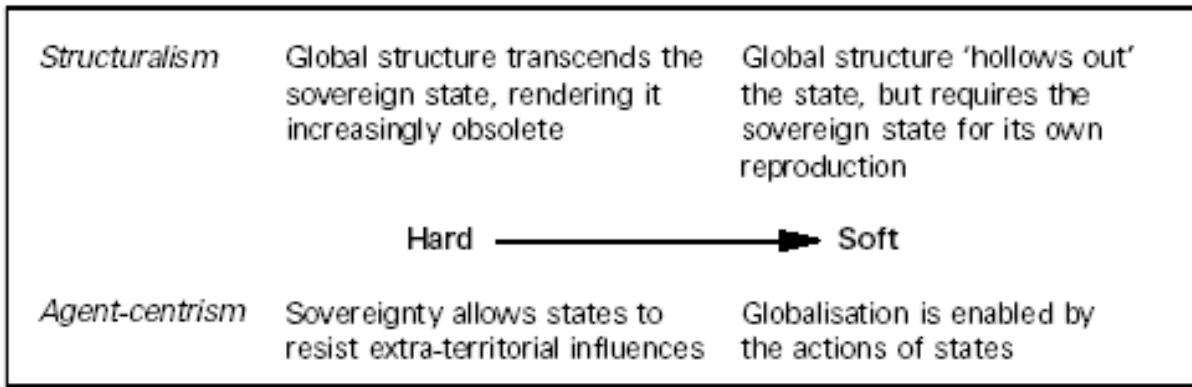 Structuralism
Global structure transcends the
sovereign state, rendering it
increasingly obsolete
Global structure ‘hollows out’
the state, but requires the
sovereign state for its own
reproduction
Hard
Soft
Agent-centrism
Sovereignty allows states to
resist extra-territorial influences
Globalisation is enabled by
the actions of states